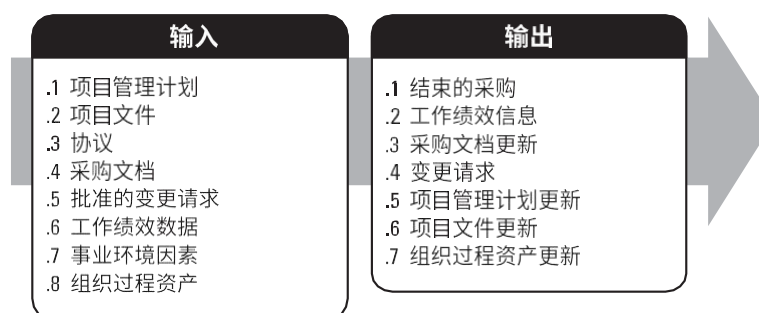 输入
.1 项目管理计划
.2 项目文件
.3 协议
.4 采购文档
.5 批准的变更请求
.6 工作绩效数据
.7 事业环境因素
.8 组织过程资产
输出
.1 结束的采购
.2 工作绩效信息
.3 采购文档更新
.4 变更请求
.5 项目管理计划更新
.6 项目文件更新
.7 组织过程资产更新